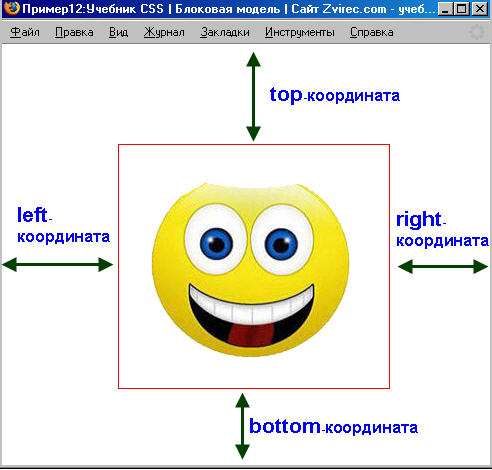 Пример12:Учебник CSS | Блоковая модель | Сайт Zvirec.com - учеб...
Файл Правка Вид Журнал Закладки Инструменты Справка
top-координата
left-
координата
right-
координата
bottom-координата